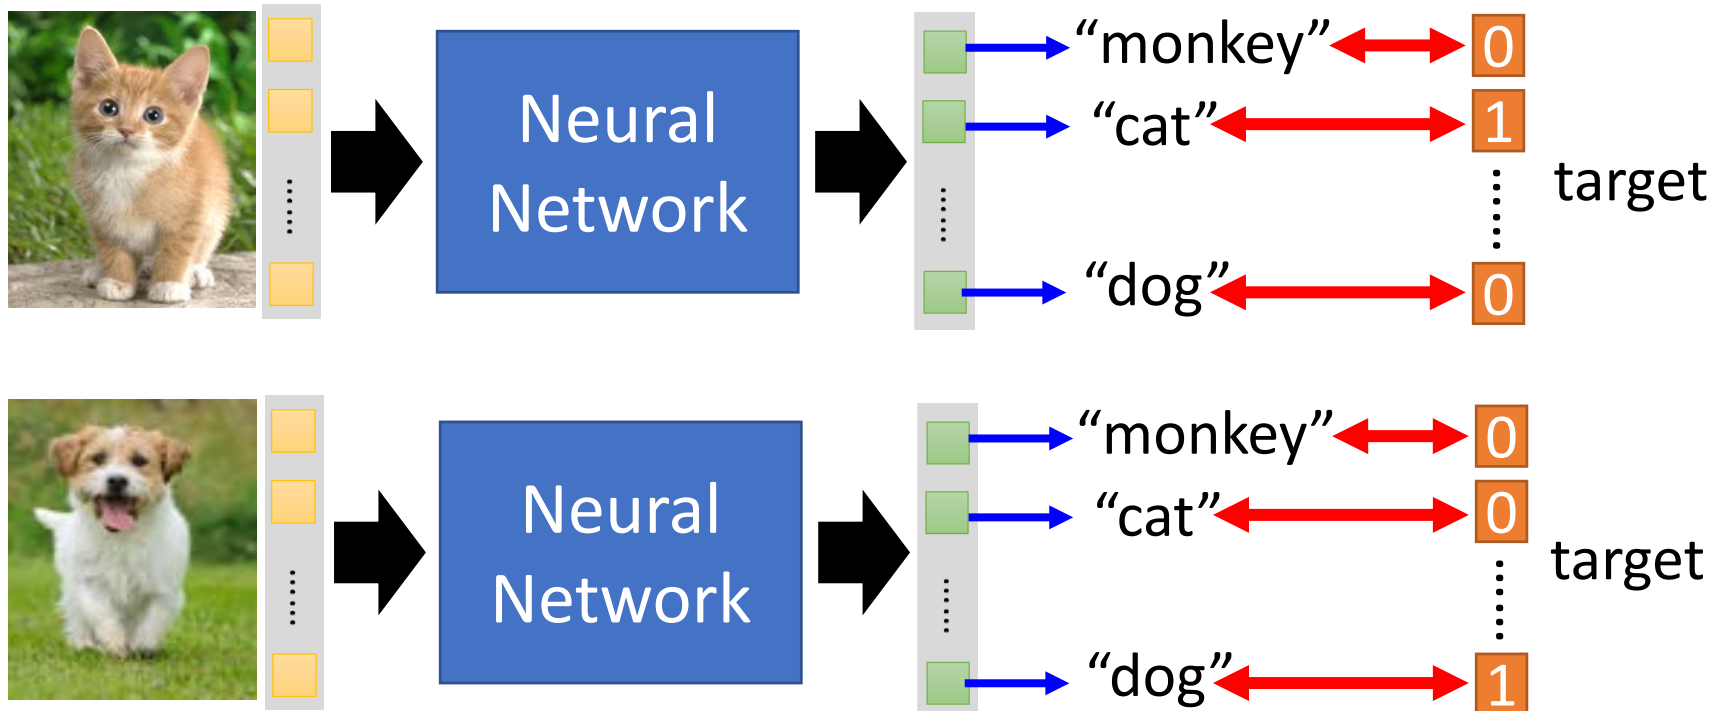 “monkey” 0
Neural
Network
“cat” 1
target
“dog” 0
“monkey” 0
Neural
Network
“cat” 0
target
“dog” 1